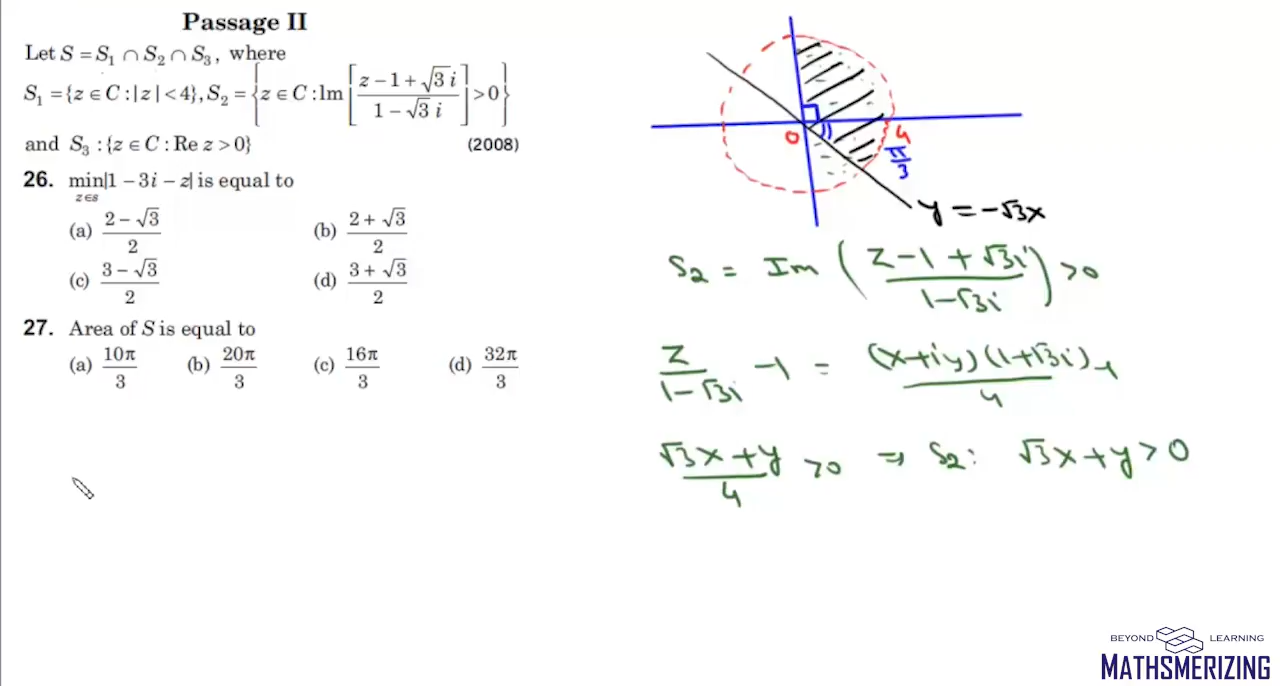 Passage II
Let S = S₁ ∩ S₂ ∩ S₃, where
S₁ = {z ∈ C : |z| < 4}, S₂ = {z ∈ C : lm [(z − 1 + √3 i)/(1 − √3 i)] > 0}
and S₃ : {z ∈ C : Re z > 0} (2008)
26. min|1 − 3i − z| is equal to
z∈s
(a) (2 − √3)/2 (b) (2 + √3)/2
(c) (3 − √3)/2 (d) (3 + √3)/2
27. Area of S is equal to
(a) 10π/3 (b) 20π/3 (c) 16π/3 (d) 32π/3
0
4
π/3
y = −√3x
S₂ = Im ((z − 1 + √3i)/(1 − √3i)) > 0
z/(1 − √3i) − 1 = (x + iy)(1 + √3i)/4 − 1
(√3x + y)/4 > 0 ⇒ S₂: √3x + y > 0
BEYOND LEARNING
MATHSMERIZING